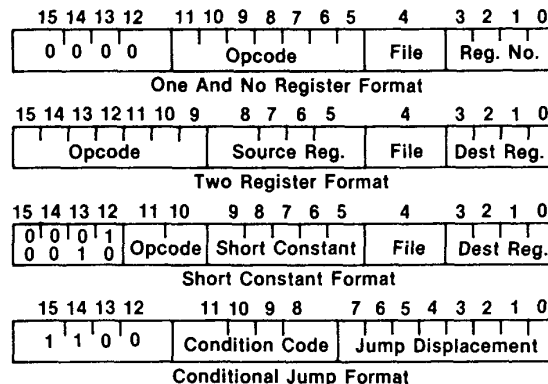 15 14 13 12 11 10 9 8 7 6 5 4 3 2 1 0
0 0 0 0 Opcode File Reg. No.
One And No Register Format
15 14 13 12 11 10 9 8 7 6 5 4 3 2 1 0
Opcode Source Reg. File Dest Reg.
Two Register Format
15 14 13 12 11 10 9 8 7 6 5 4 3 2 1 0
0 0 0 1
0 0 1 0 Opcode Short Constant File Dest Reg.
Short Constant Format
15 14 13 12 11 10 9 8 7 6 5 4 3 2 1 0
1 1 0 0 Condition Code Jump Displacement
Conditional Jump Format